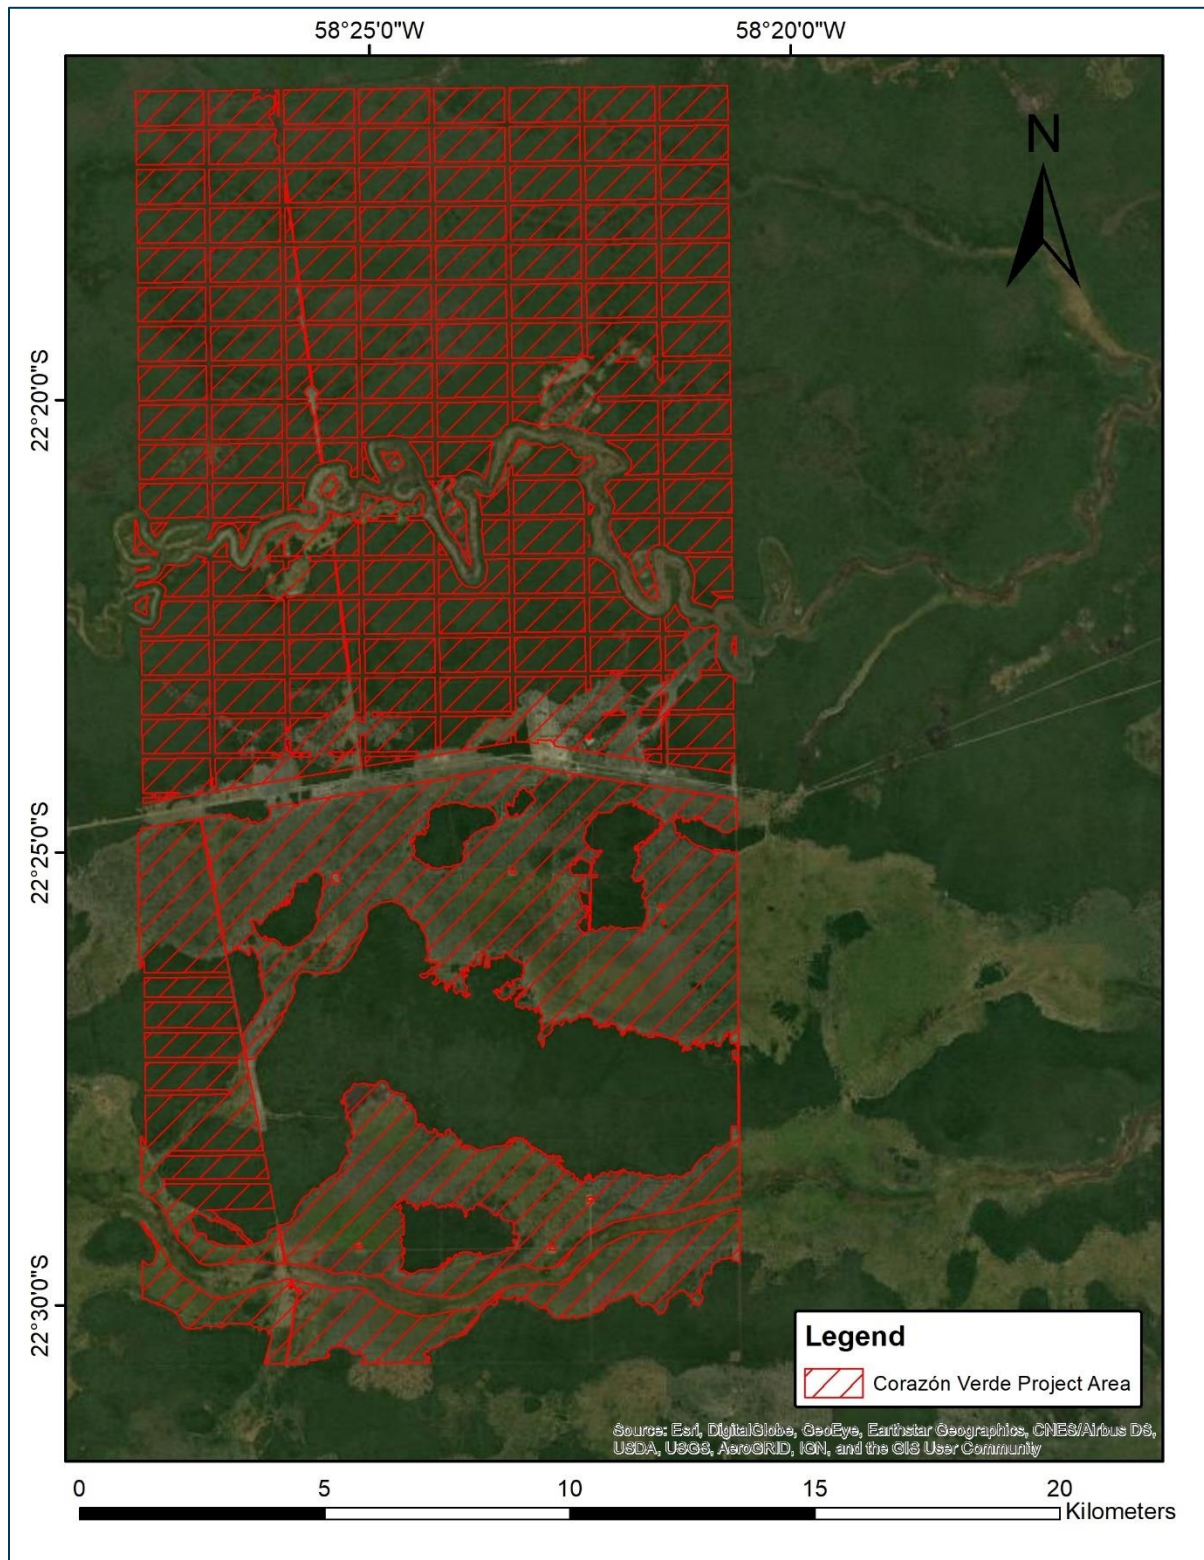 58°25'0"W
58°20'0"W
N
22°20'0"S
22°25'0"S
22°30'0"S
Legend
Corazón Verde Project Area
Source: Esri, DigitalGlobe, GeoEye, Earthstar Geographics, CNES/Airbus DS,
USDA, USGS, AeroGRID, IGN, and the GIS User Community
0 5 10 15 20
Kilometers